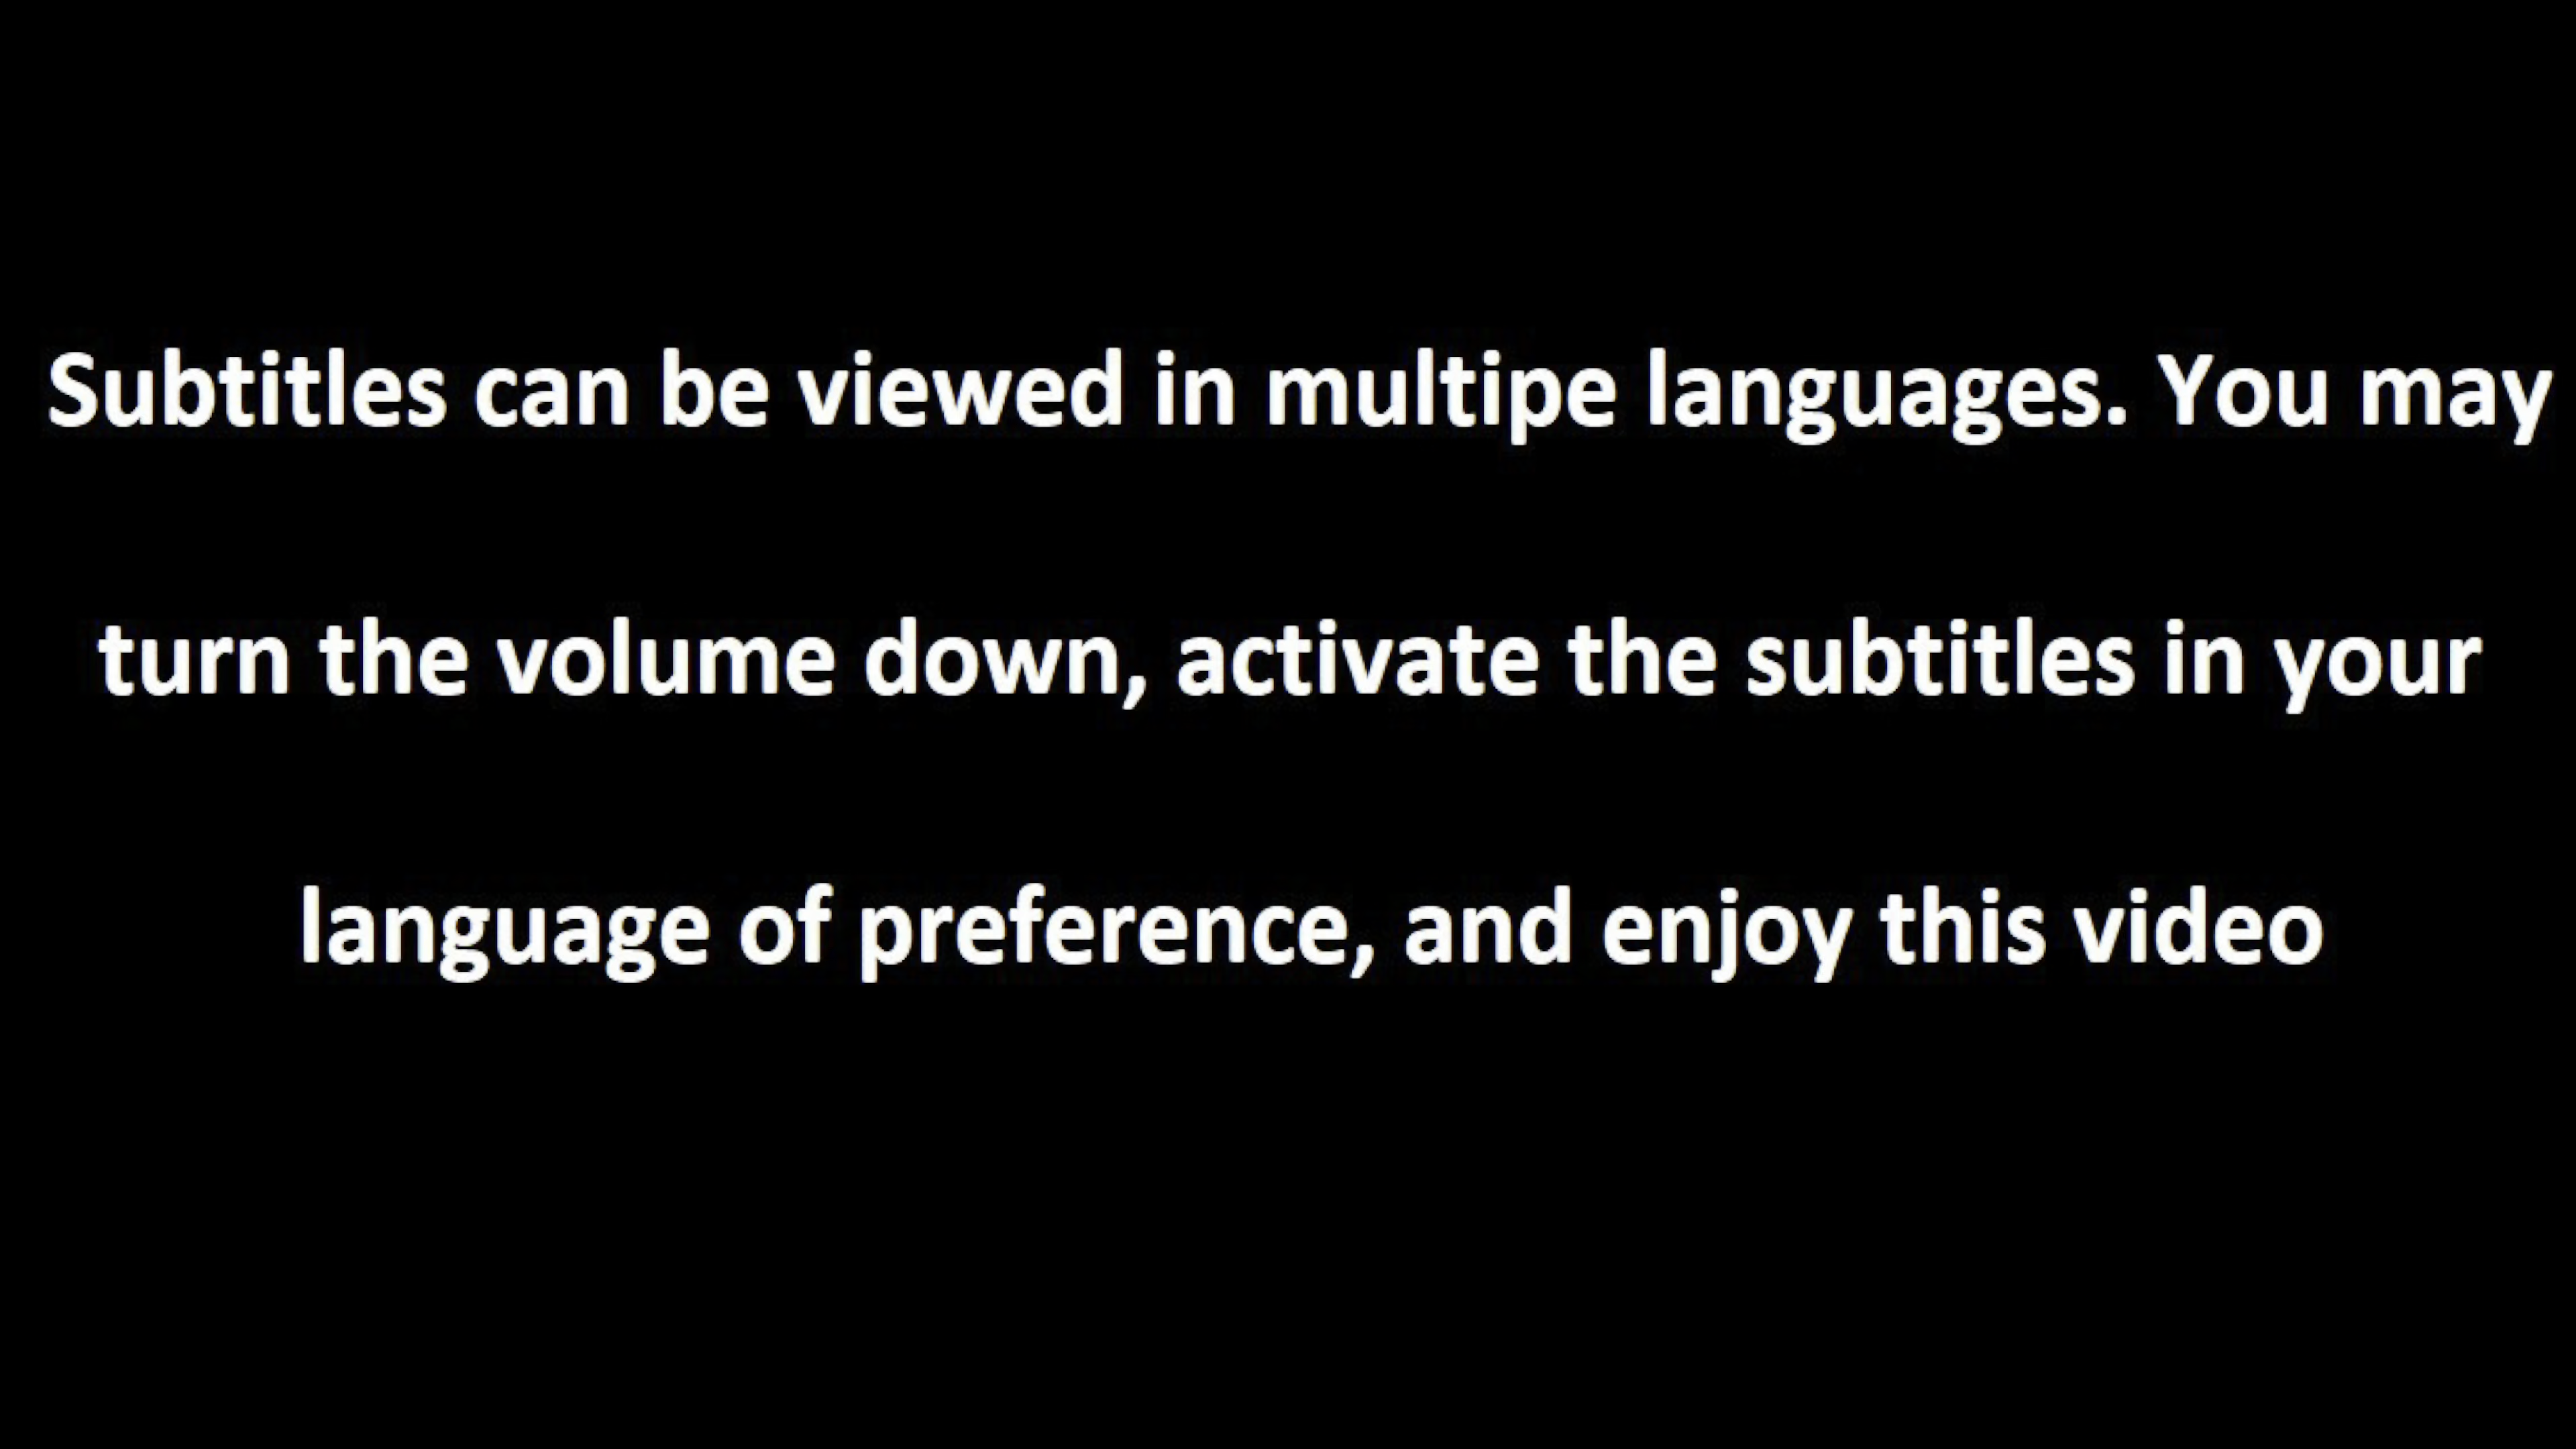 Subtitles can be viewed in multipe languages. You may
turn the volume down, activate the subtitles in your
language of preference, and enjoy this video